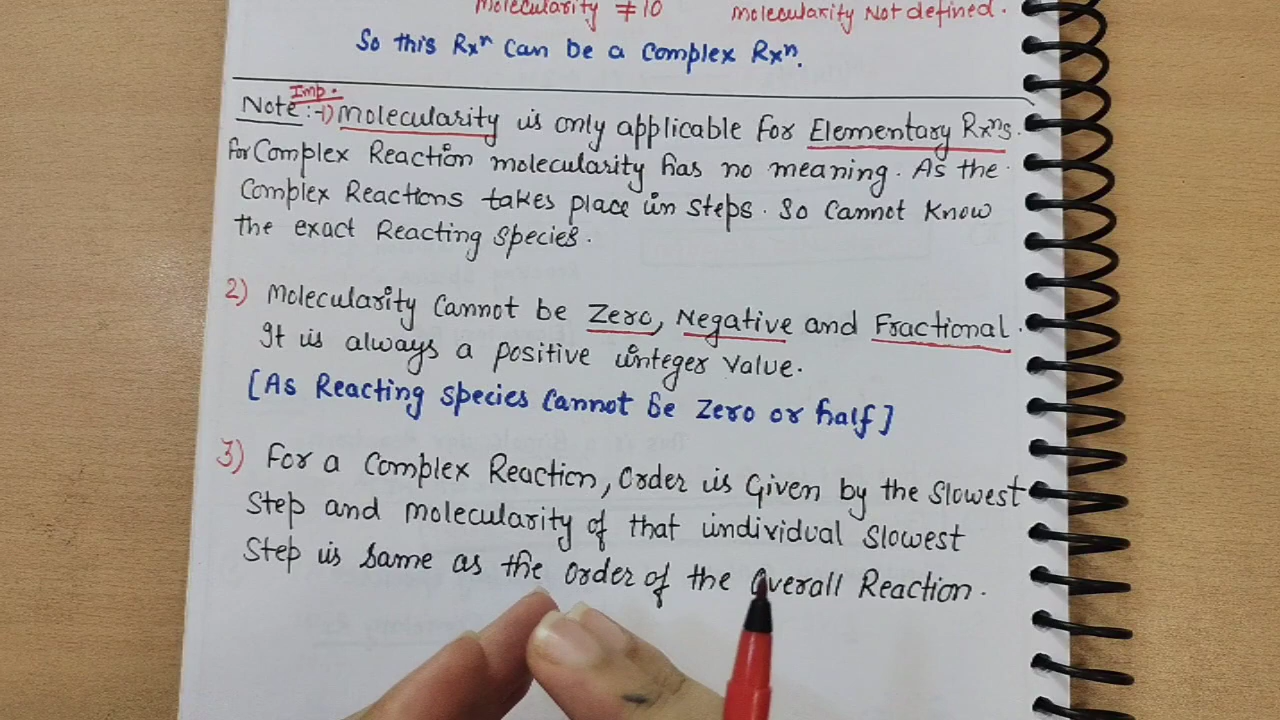 Molecularity ≠ 10 Molecularity Not defined.
So this Rxⁿ Can be a Complex Rxⁿ.
Imp.
Note :- 1) Molecularity is only applicable for Elementary Rxⁿs.
For Complex Reaction molecularity has no meaning. As the
Complex Reactions takes place in steps. So Cannot Know
the exact Reacting species.
2) Molecularity Cannot be Zero, Negative and Fractional.
It is always a positive integer Value.
[As Reacting species Cannot be Zero or half]
3) For a Complex Reaction, Order is Given by the Slowest
Step and molecularity of that individual Slowest
Step is Same as the Order of the Overall Reaction.